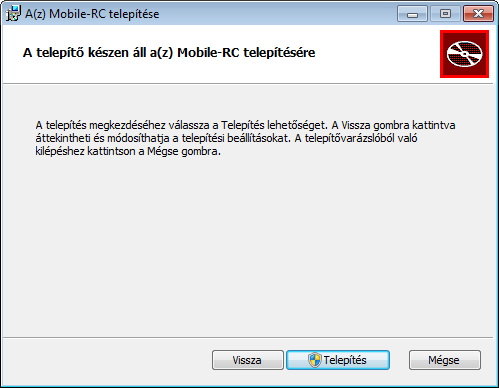 A(z) Mobile-RC telepítése
A telepítő készen áll a(z) Mobile-RC telepítésére
A telepítés megkezdéséhez válassza a Telepítés lehetőséget. A Vissza gombra kattintva
áttekintheti és módosíthatja a telepítési beállításokat. A telepítővarázslóból való
kilépéshez kattintson a Mégse gombra.
Vissza
Telepítés
Mégse